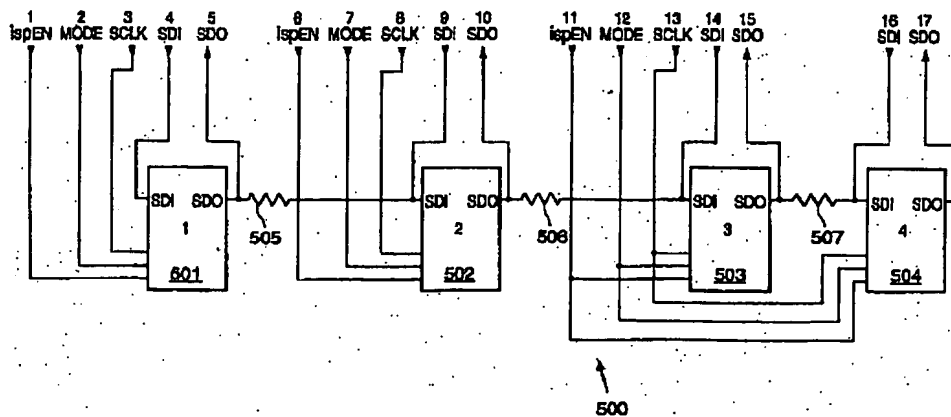 1 2 3 4 5 6 7 8 9 10 11 12 13 14 15 16 17
ispEN MODE SCLK SDI SDO ispEN MODE SCLK SDI SDO ispEN MODE SCLK SDI SDO SDI SDO
SDI SDO SDI SDO SDI SDO SDI
1 2 3 4
505 506 507
601 502 503 504
500